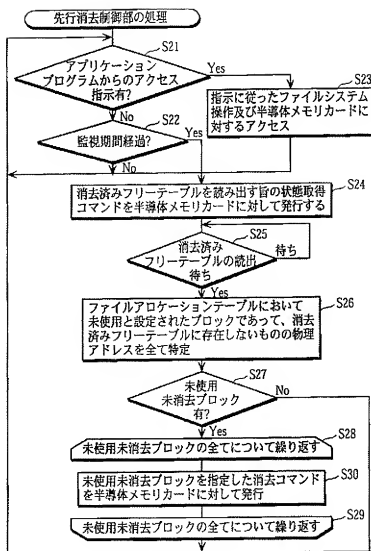 先行消去制御部の処理
S21
アプリケーション
プログラムからのアクセス
指示有?
Yes
No
S23
指示に従ったファイルシステム
操作及び半導体メモリカードに
対するアクセス
S22
監視期間経過?
Yes
No
S24
消去済みフリーテーブルを読み出す旨の状態取得
コマンドを半導体メモリカードに対して発行する
S25
消去済み
フリーテーブルの読出
待ち
待ち
Yes
S26
ファイルアロケーションテーブルにおいて
未使用と設定されたブロックであって、消去
済みフリーテーブルに存在しないものの物理
アドレスを全て特定
S27
未使用
未消去ブロック
有?
No
Yes
S28
未使用未消去ブロックの全てについて繰り返す
S30
未使用未消去ブロックを指定した消去コマンド
を半導体メモリカードに対して発行
S29
未使用未消去ブロックの全てについて繰り返す